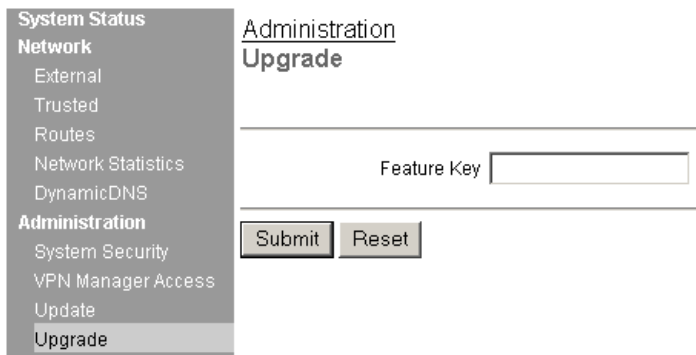 System Status
Network
External
Trusted
Routes
Network Statistics
DynamicDNS
Administration
System Security
VPN Manager Access
Update
Upgrade
Administration
Upgrade
Feature Key
Submit
Reset